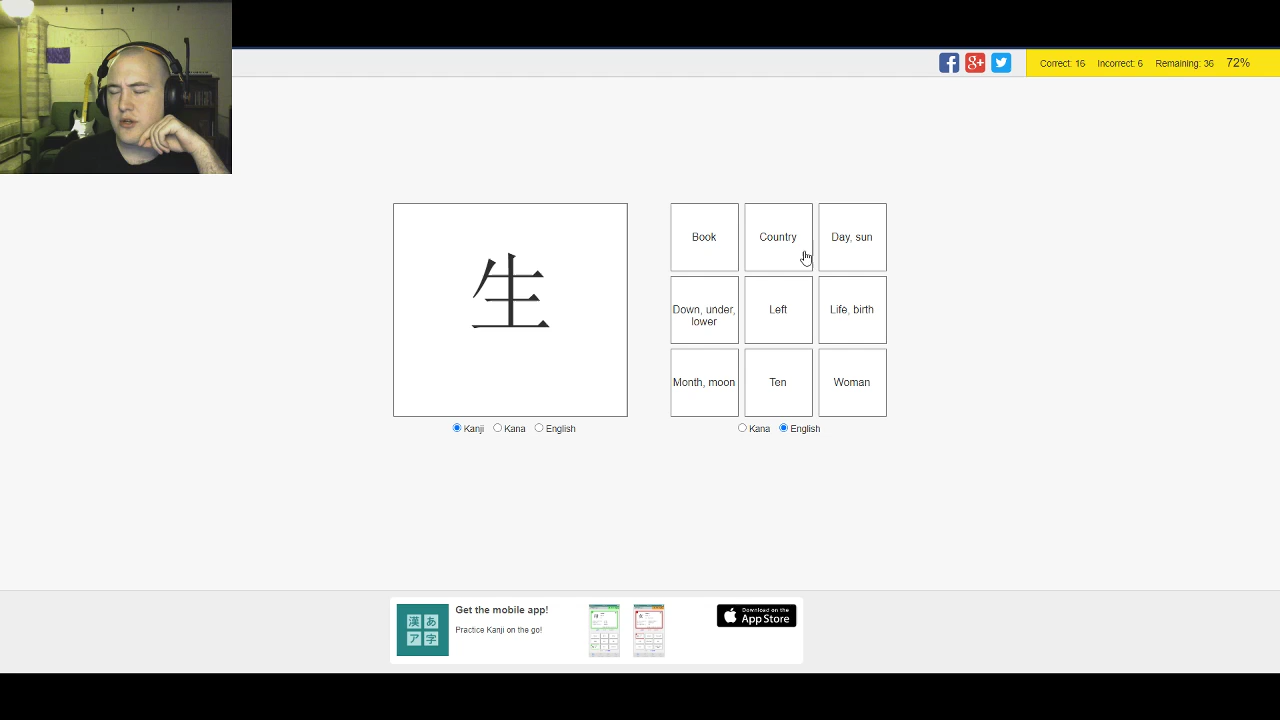 Correct: 16 Incorrect: 6 Remaining: 36 72%
生
Book Country Day, sun
Down, under, lower Left Life, birth
Month, moon Ten Woman
Kanji Kana English
Kana English
漢 あ
ア 字
Get the mobile app!
Practice Kanji on the go!
Download on the
App Store